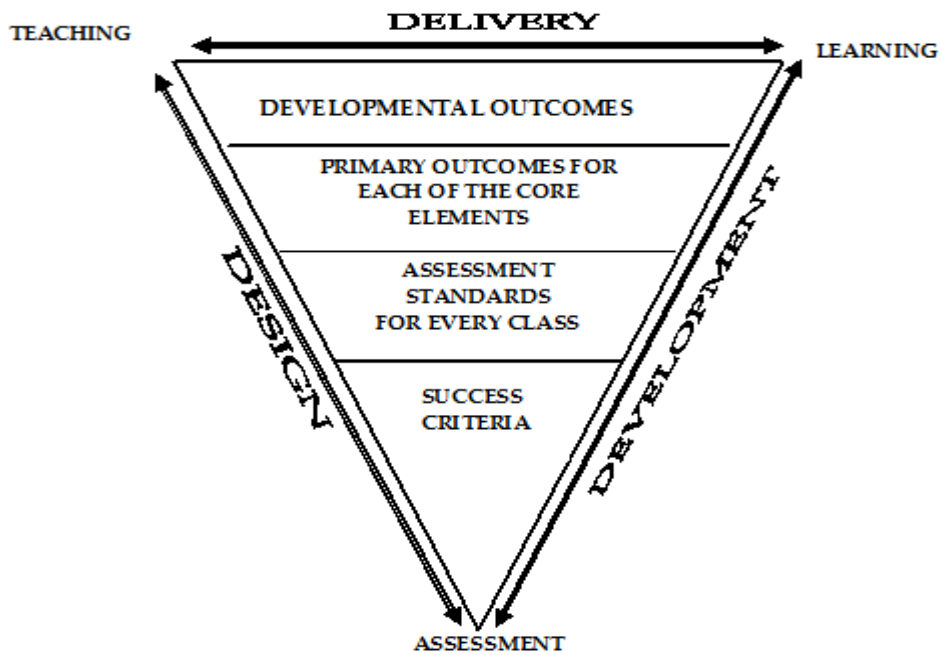 DELIVERY
TEACHING
LEARNING
DEVELOPMENTAL OUTCOMES
PRIMARY OUTCOMES FOR
EACH OF THE CORE
ELEMENTS
ASSESSMENT
STANDARDS
FOR EVERY CLASS
SUCCESS
CRITERIA
DESIGN
DEVELOPMENT
ASSESSMENT